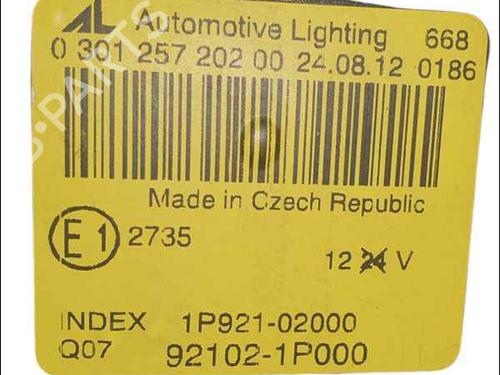 AL Automotive Lighting 668
0 301 257 202 00 24.08.12 0186
Made in Czech Republic
E1 2735
12 24 V
INDEX 1P921-02000
Q07 92102-1P000